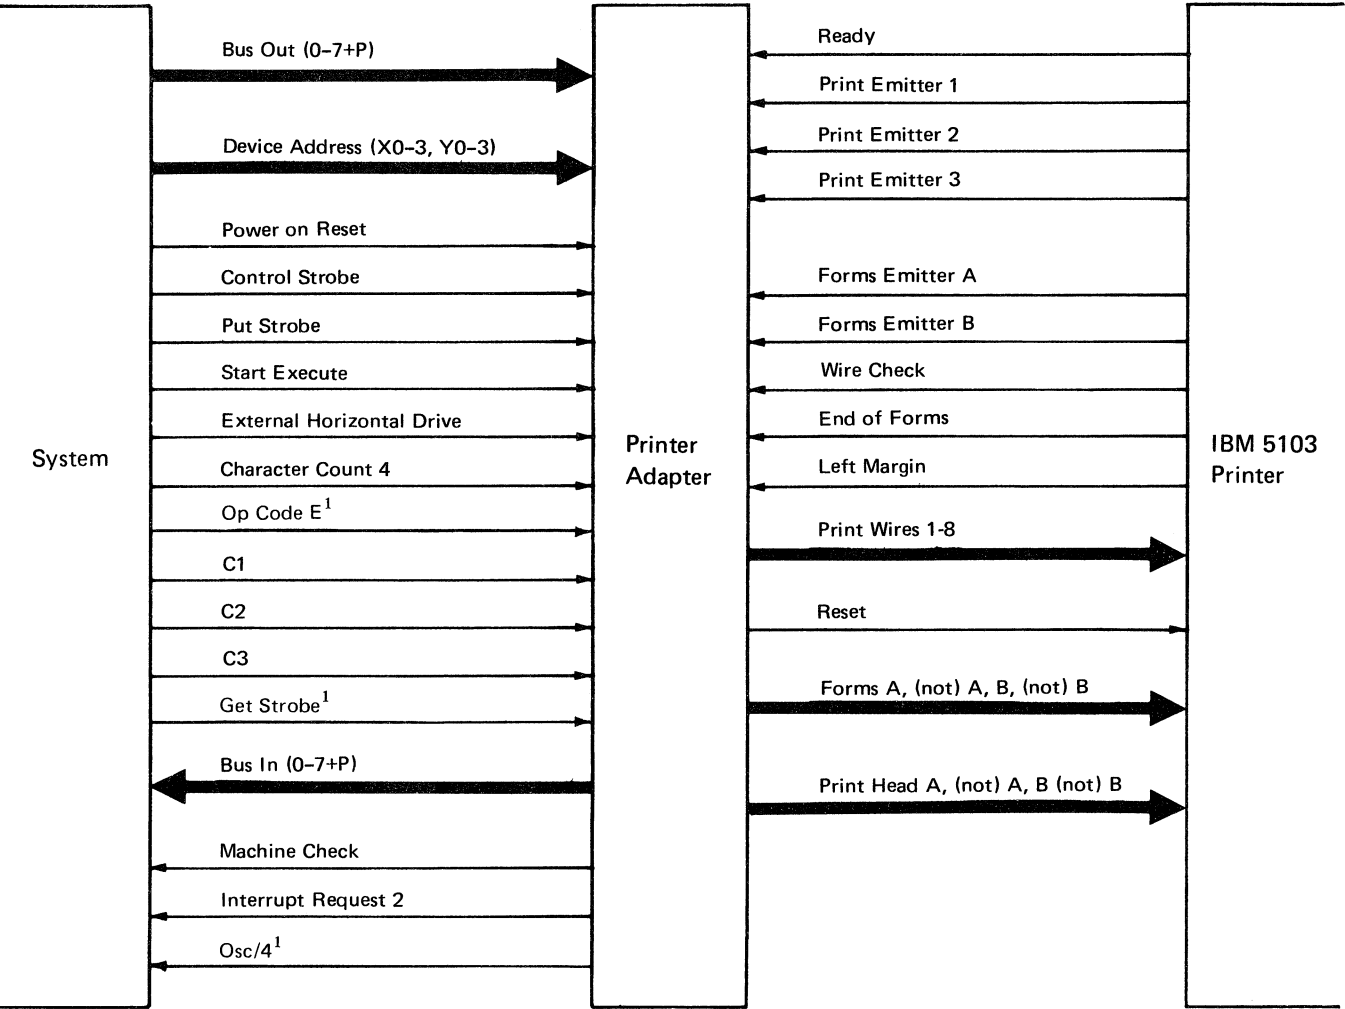 Bus Out (0-7+P)
Device Address (X0-3, Y0-3)
Power on Reset
Control Strobe
Put Strobe
Start Execute
External Horizontal Drive
System
Character Count 4
Op Code E¹
C1
C2
C3
Get Strobe¹
Bus In (0-7+P)
Machine Check
Interrupt Request 2
Osc/4¹
Printer
Adapter
Ready
Print Emitter 1
Print Emitter 2
Print Emitter 3
Forms Emitter A
Forms Emitter B
Wire Check
End of Forms
Left Margin
Print Wires 1-8
Reset
Forms A, (not) A, B, (not) B
Print Head A, (not) A, B (not) B
IBM 5103
Printer